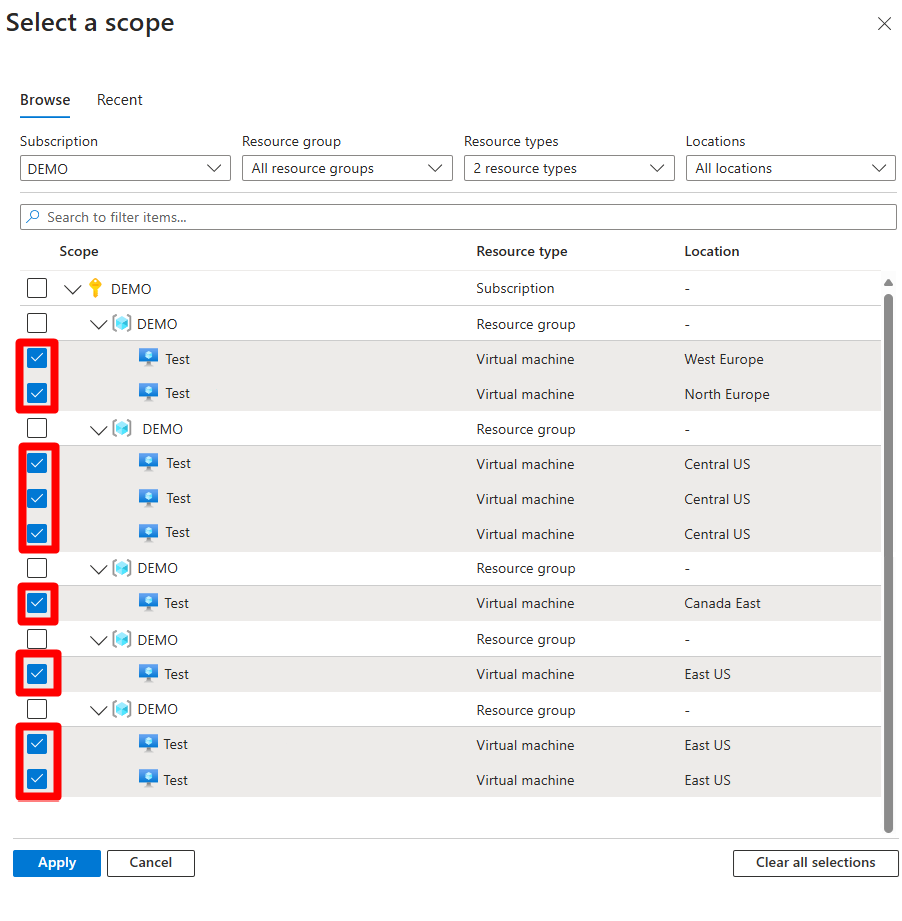 Select a scope
Browse Recent
Subscription Resource group Resource types Locations
DEMO All resource groups 2 resource types All locations
Search to filter items...
Scope Resource type Location
DEMO Subscription -
DEMO Resource group -
Test Virtual machine West Europe
Test Virtual machine North Europe
DEMO Resource group -
Test Virtual machine Central US
Test Virtual machine Central US
Test Virtual machine Central US
DEMO Resource group -
Test Virtual machine Canada East
DEMO Resource group -
Test Virtual machine East US
DEMO Resource group -
Test Virtual machine East US
Test Virtual machine East US
Apply Cancel Clear all selections